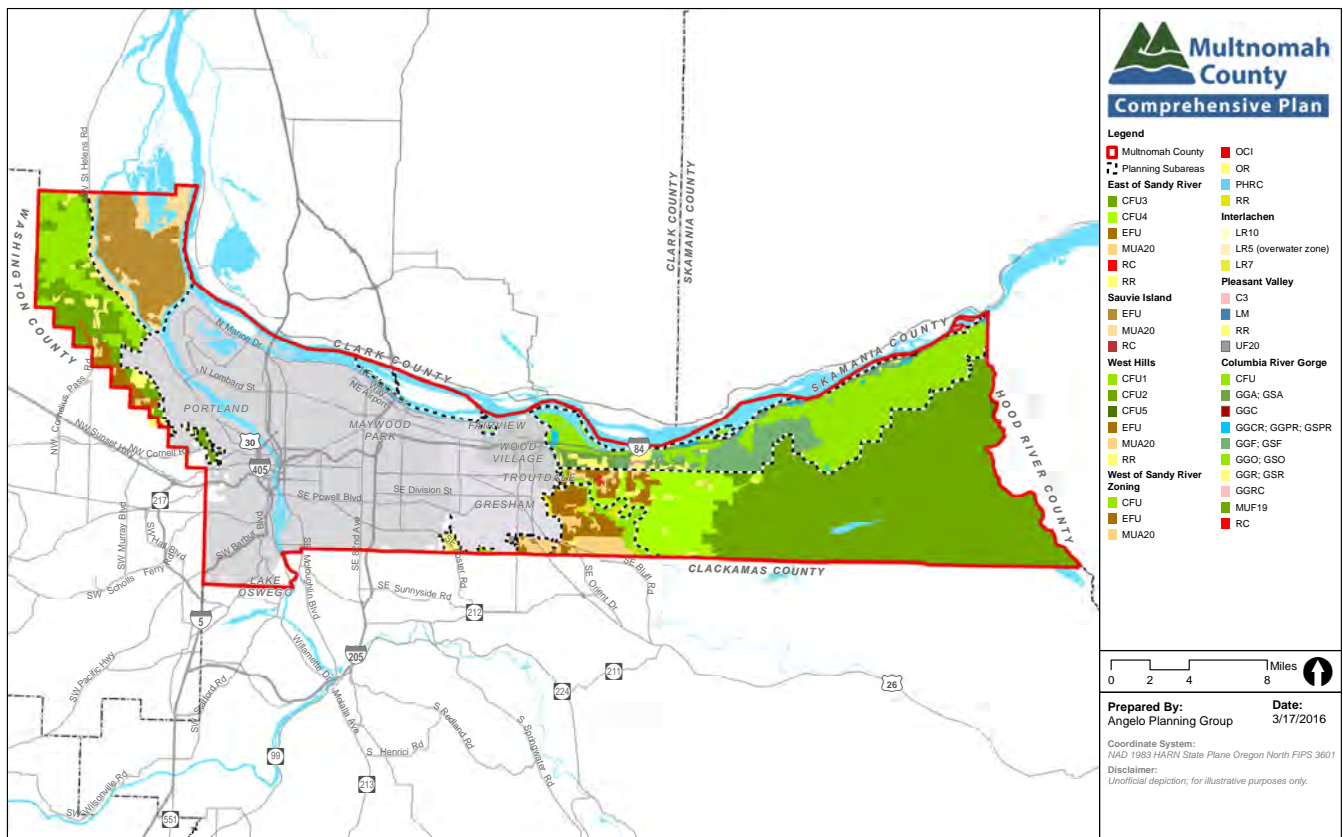 Multnomah
County
Comprehensive Plan
Legend
Multnomah County
Planning Subareas
East of Sandy River
CFU3
CFU4
EFU
MUA20
RC
RR
Sauvie Island
EFU
MUA20
RC
West Hills
CFU1
CFU2
CFU5
EFU
MUA20
RR
West of Sandy River
Zoning
CFU
EFU
MUA20
OCI
OR
PHRC
RR
Interlachen
LR10
LR5 (overwater zone)
LR7
Pleasant Valley
C3
LM
RR
UF20
Columbia River Gorge
CFU
GGA; GSA
GGC
GGCR; GGPR; GSPR
GGF; GSF
GGO; GSO
GGR; GSR
GGRC
MUF19
RC
Miles
0 2 4 8
Prepared By:
Angelo Planning Group
Date:
3/17/2016
Coordinate System:
NAD 1983 HARN State Plane Oregon North FIPS 3601
Disclaimer:
Unofficial depiction; for illustrative purposes only.
St Helens Rd
WASHINGTON COUNTY
CLARK COUNTY
SKAMANIA COUNTY
N Marine Dr
CLARK COUNTY
SKAMANIA COUNTY
HOOD RIVER COUNTY
N Lombard St
NE Airport
NW Cornelius Pass Rd
PORTLAND
MAYWOOD
PARK
FAIRVIEW
WOOD
VILLAGE
TROUTDALE
GRESHAM
NW Sunset Hwy
NW Cornell Rd
30
405
84
217
SE Powell Blvd
SE Division St
SE 82nd Ave
SW Murray Blvd
SW Hall Blvd
SW Barbur Blvd
SW Scholls Ferry Rd
LAKE
OSWEGO
SE Mcloughlin Blvd
SE Foster Rd
SE Sunnyside Rd
212
SE Orient Dr
SE Bluff Rd
CLACKAMAS COUNTY
5
205
SW Pacific Hwy
SW Stafford Rd
Willamette Dr
Molalla Ave
S Redland Rd
S Springwater Rd
224
211
26
99
S Henrici Rd
213
SW Wilsonville Rd
551